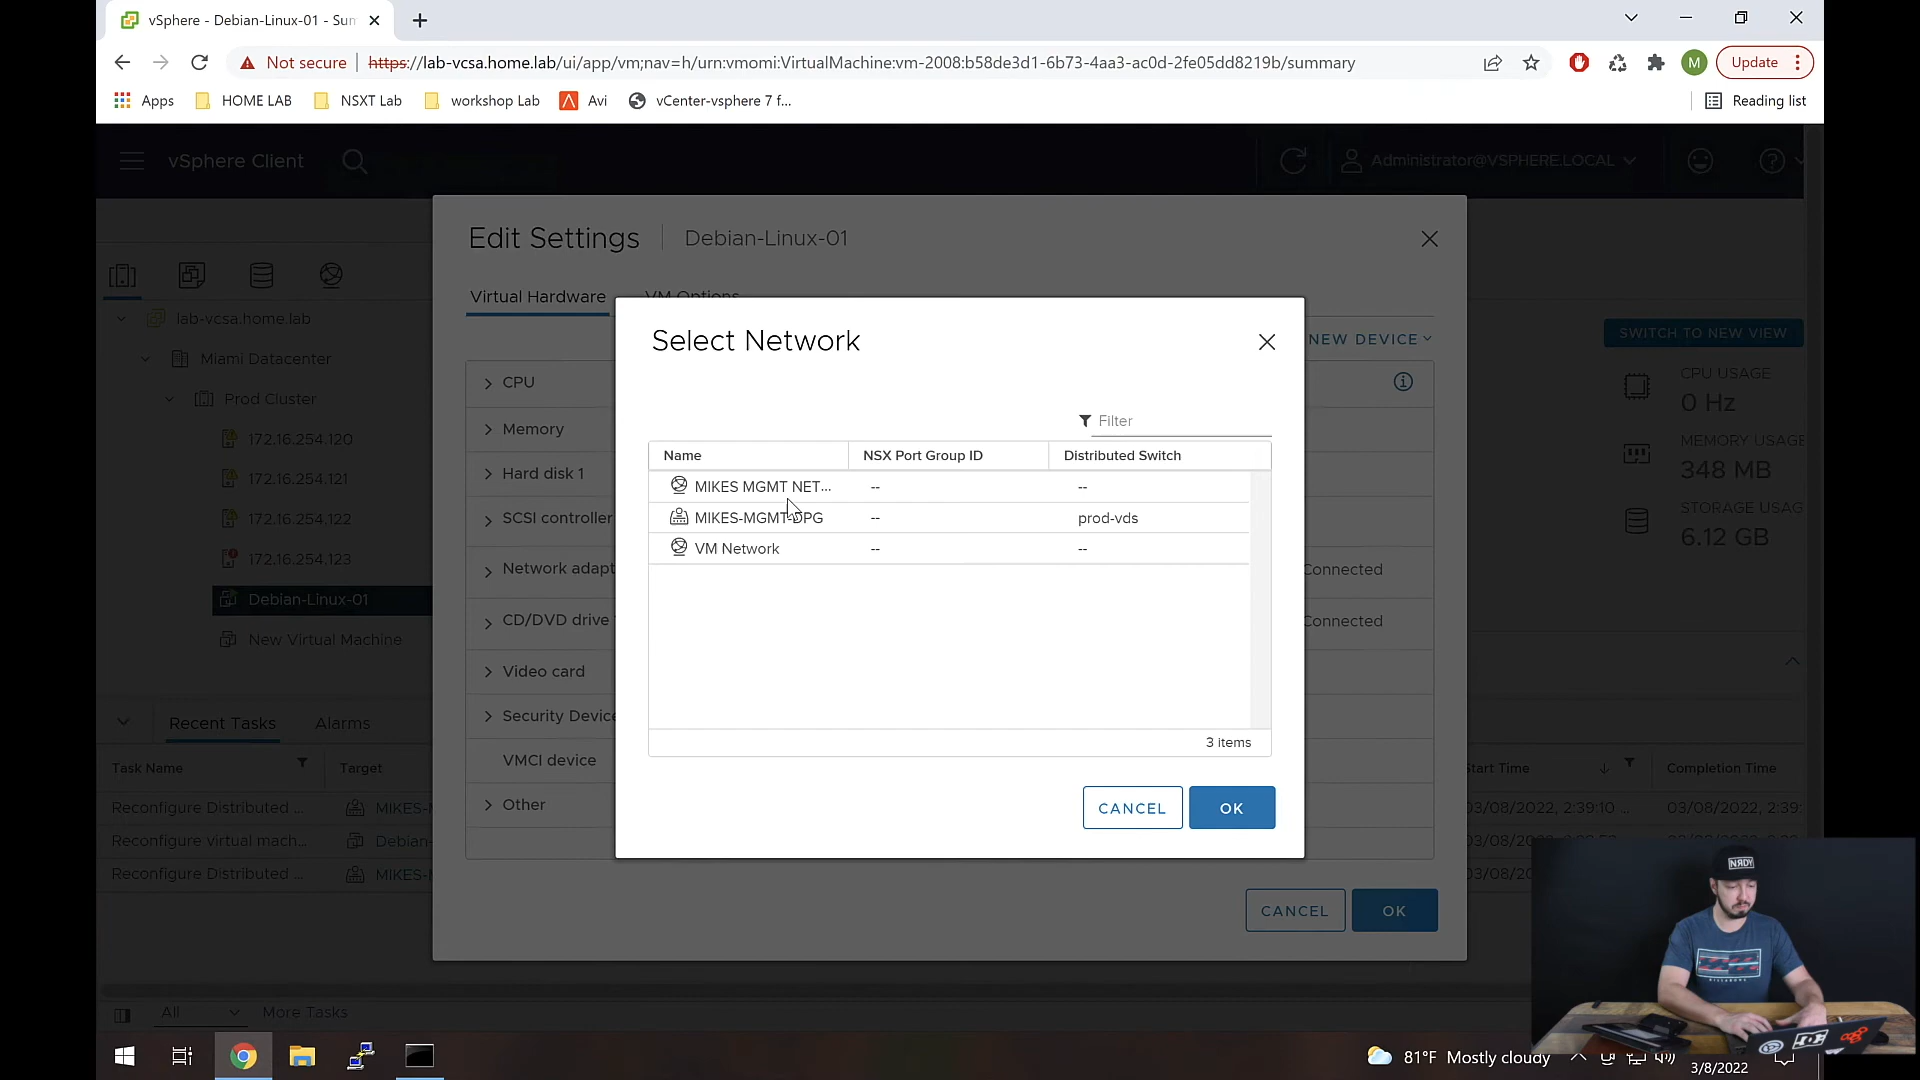 vSphere - Debian-Linux-01 - Sum
Not secure
https://lab-vcsa.home.lab/ui/app/vm;nav=h/urn:vmomi:VirtualMachine:vm-2008:b58de3d1-6b73-4aa3-ac0d-2fe05dd8219b/summary
M
Update
Apps
HOME LAB
NSXT Lab
workshop Lab
Avi
vCenter-vsphere 7 f...
Reading list
vSphere Client
Administrator@VSPHERE.LOCAL
Edit Settings
Debian-Linux-01
Virtual Hardware
VM Options
NEW DEVICE
lab-vcsa.home.lab
Miami Datacenter
Prod Cluster
172.16.254.120
172.16.254.121
172.16.254.122
172.16.254.123
Debian-Linux-01
New Virtual Machine
CPU
Memory
Hard disk 1
SCSI controller
Network adapt
Connected
CD/DVD drive
Connected
Video card
Security Device
VMCI device
Other
Select Network
Filter
Name
NSX Port Group ID
Distributed Switch
MIKES MGMT NET...
--
--
MIKES-MGMT-DPG
--
prod-vds
VM Network
--
--
3 items
CANCEL
OK
CANCEL
OK
SWITCH TO NEW VIEW
CPU USAGE
0 Hz
MEMORY USAGE
348 MB
STORAGE USAG
6.12 GB
Recent Tasks
Alarms
Task Name
Target
Start Time
Completion Time
Reconfigure Distributed ...
MIKES-M
03/08/2022, 2:39:10 ...
03/08/2022, 2:39:
Reconfigure virtual mach...
Debian-
Reconfigure Distributed ...
MIKES-M
03/08/20
All
More Tasks
NRDY
81°F Mostly cloudy
3/8/2022